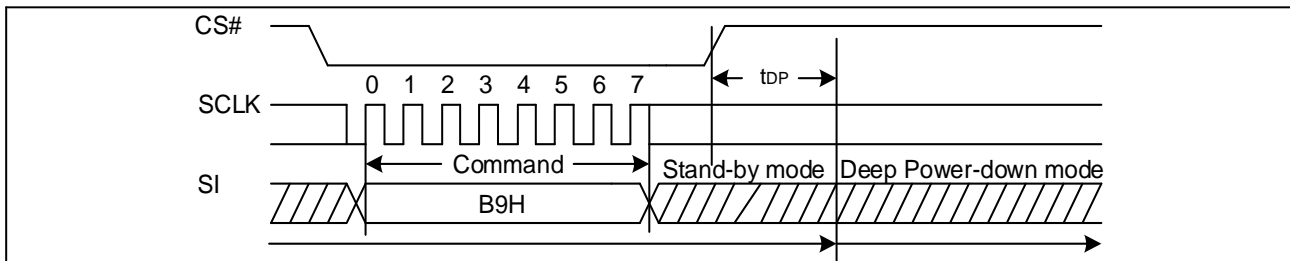 CS#
tDP
0 1 2 3 4 5 6 7
SCLK
Command
Stand-by mode Deep Power-down mode
SI
B9H